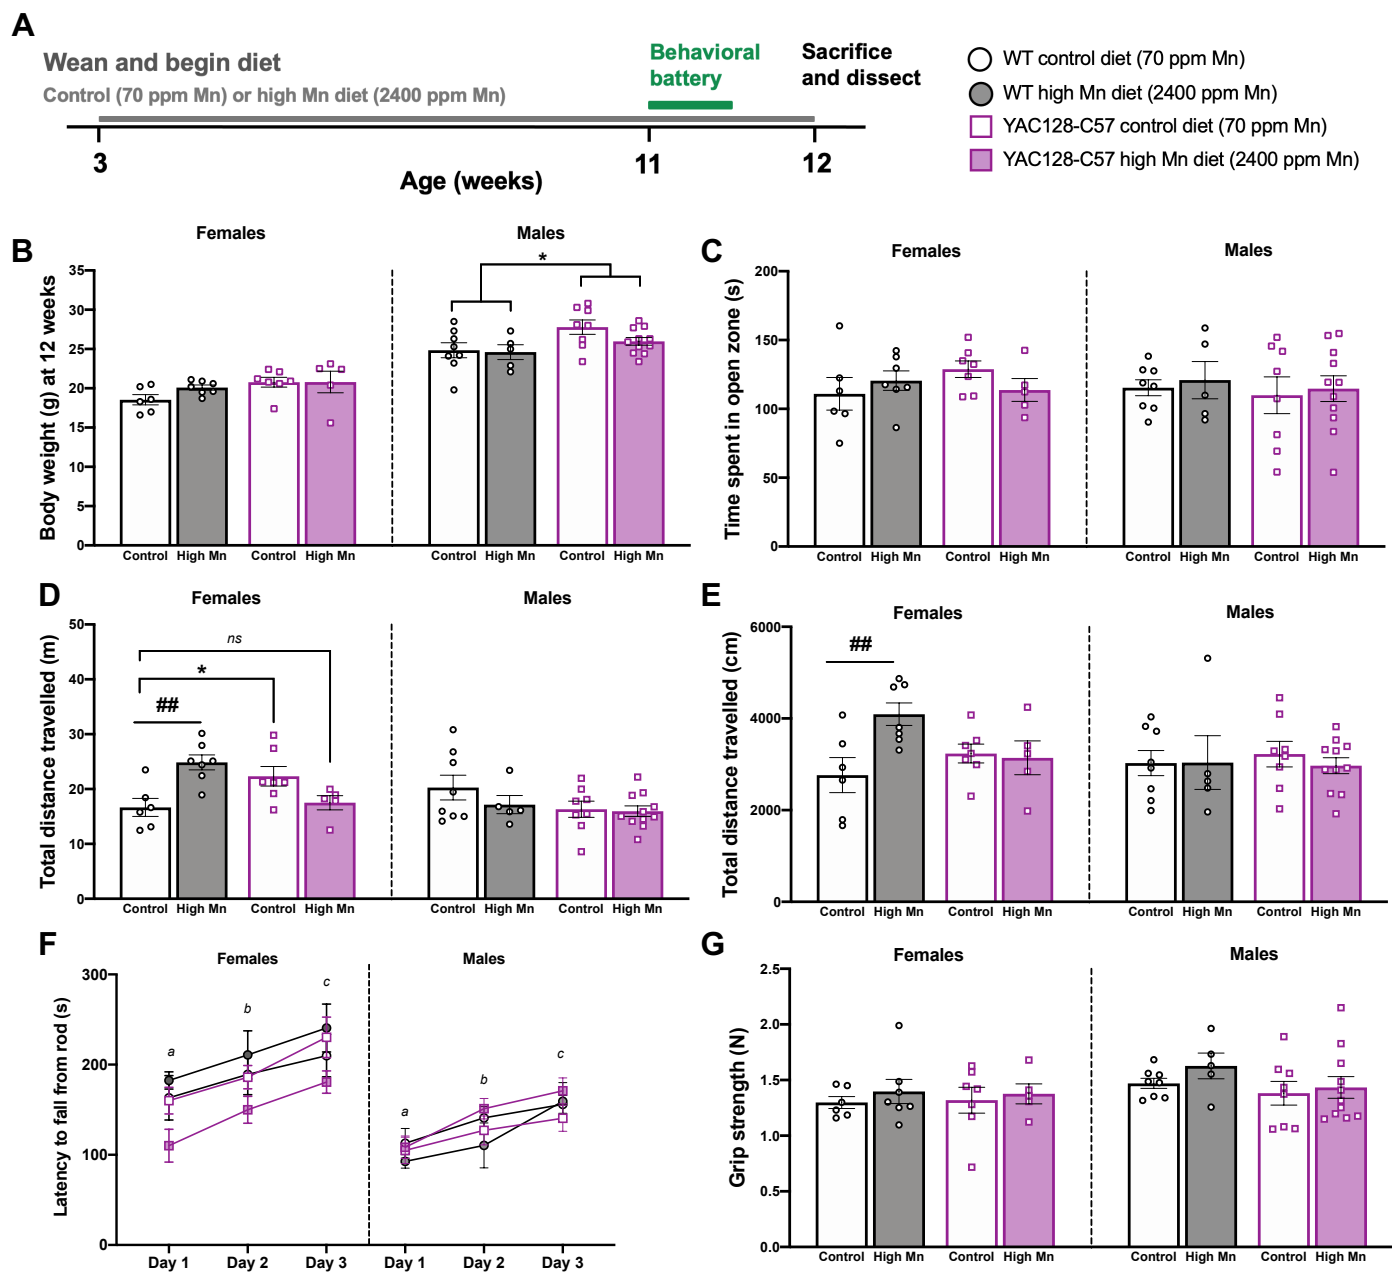 A
Wean and begin diet
Control (70 ppm Mn) or high Mn diet (2400 ppm Mn)
Behavioral
battery
Sacrifice
and dissect
3
11
12
Age (weeks)
WT control diet (70 ppm Mn)
WT high Mn diet (2400 ppm Mn)
YAC128-C57 control diet (70 ppm Mn)
YAC128-C57 high Mn diet (2400 ppm Mn)
B
Females
Males
Body weight (g) at 12 weeks
35
30
25
20
15
10
5
0
*
Control High Mn Control High Mn
Control High Mn Control High Mn
C
Females
Males
Time spent in open zone (s)
200
150
100
50
0
Control High Mn Control High Mn
Control High Mn Control High Mn
D
Females
Males
Total distance travelled (m)
50
40
30
20
10
0
ns
*
##
Control High Mn Control High Mn
Control High Mn Control High Mn
E
Females
Males
Total distance travelled (cm)
6000
4000
2000
0
##
Control High Mn Control High Mn
Control High Mn Control High Mn
F
Females
Males
Latency to fall from rod (s)
300
200
100
0
a
b
c
a
b
c
Day 1 Day 2 Day 3
Day 1 Day 2 Day 3
G
Females
Males
Grip strength (N)
2.5
2.0
1.5
1.0
0.5
0.0
Control High Mn Control High Mn
Control High Mn Control High Mn